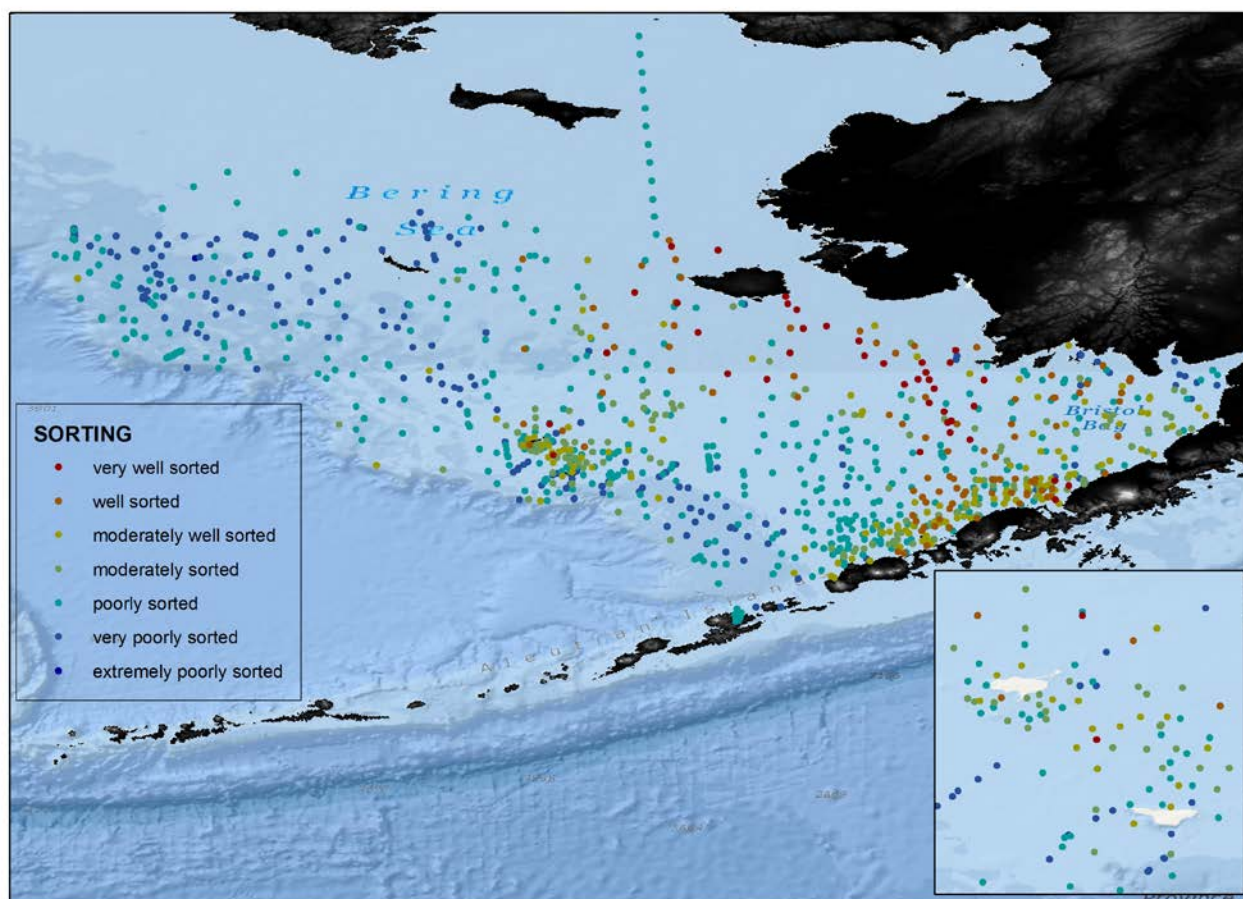 Bering
Sea
Bristol
Bay
SORTING
very well sorted
well sorted
moderately well sorted
moderately sorted
poorly sorted
very poorly sorted
extremely poorly sorted
Aleutian Island